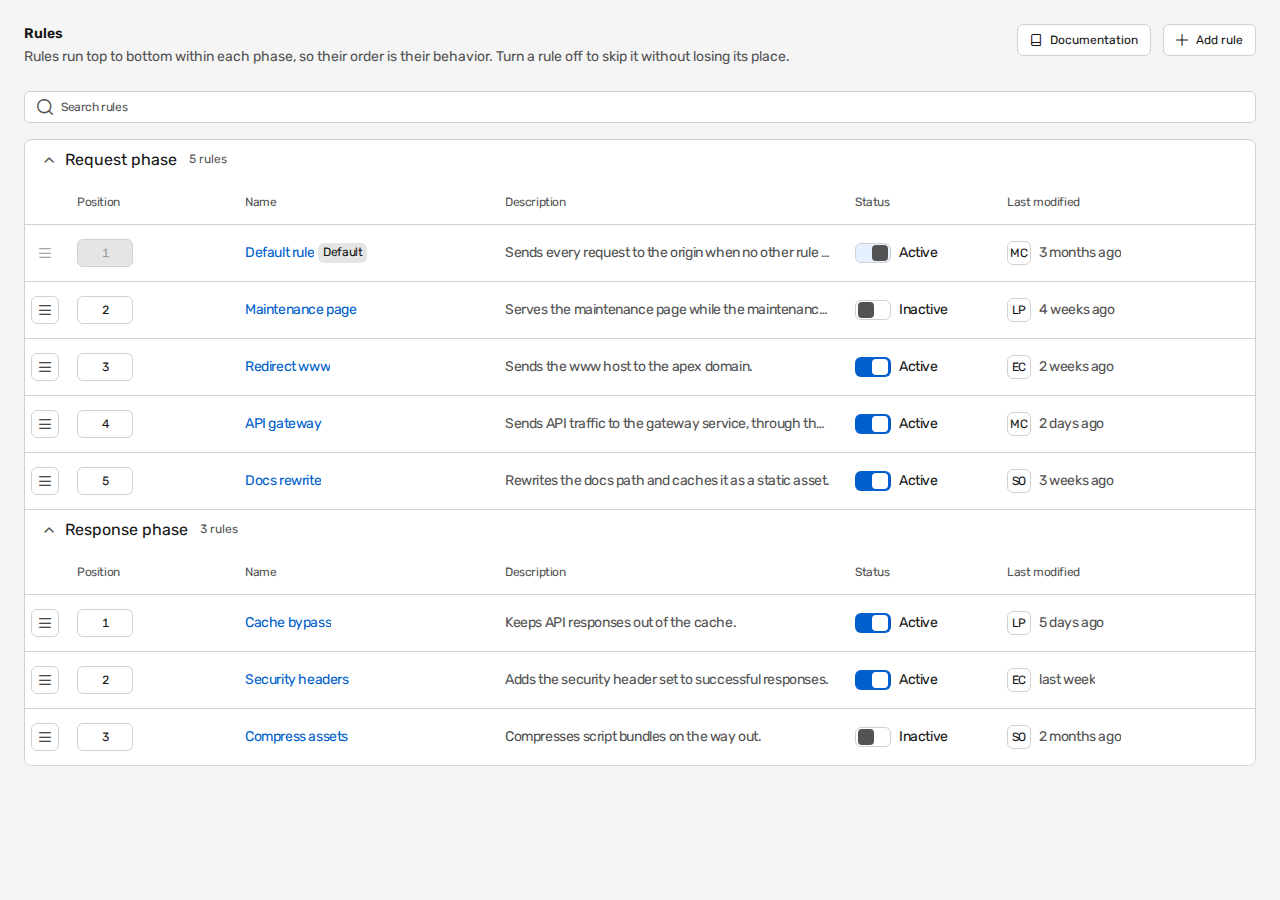 Rules
Rules run top to bottom within each phase, so their order is their behavior. Turn a rule off to skip it without losing its place.
Documentation
Add rule
Search rules
Request phase 5 rules
Position Name Description Status Last modified
1 Default rule Default Sends every request to the origin when no other rule ... Active MC 3 months ago
2 Maintenance page Serves the maintenance page while the maintenanc... Inactive LP 4 weeks ago
3 Redirect www Sends the www host to the apex domain. Active EC 2 weeks ago
4 API gateway Sends API traffic to the gateway service, through th... Active MC 2 days ago
5 Docs rewrite Rewrites the docs path and caches it as a static asset. Active SO 3 weeks ago
Response phase 3 rules
Position Name Description Status Last modified
1 Cache bypass Keeps API responses out of the cache. Active LP 5 days ago
2 Security headers Adds the security header set to successful responses. Active EC last week
3 Compress assets Compresses script bundles on the way out. Inactive SO 2 months ago